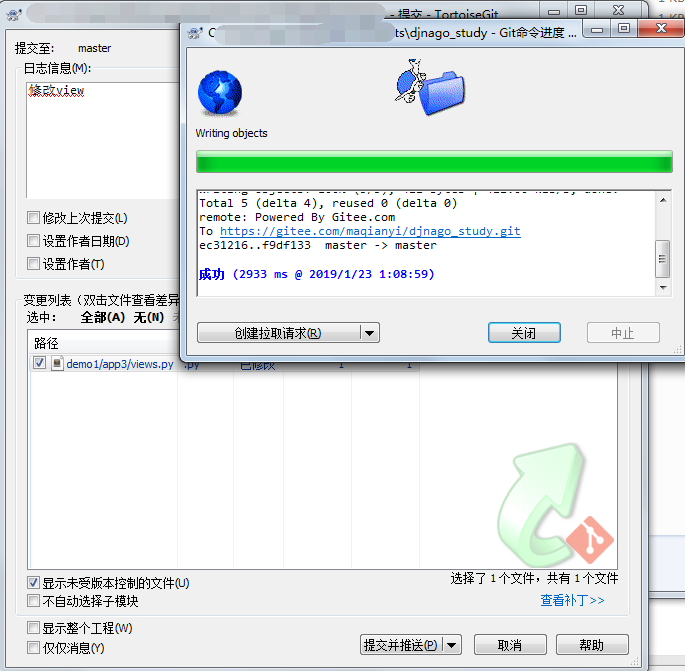 - 提交 - TortoiseGit
提交至: master
日志信息(M):
修改view
修改上次提交(L)
设置作者日期(D)
设置作者(T)
变更列表（双击文件查看差异
选中: 全部(A) 无(N)
路径
demo1/app3/views.py .py 已修改 1 1
显示未受版本控制的文件(U)
不自动选择子模块
选择了 1 个文件，共有 1 个文件
查看补丁>>
显示整个工程(W)
仅仅消息(Y)
提交并推送(P) 取消 帮助
ts\djnago_study - Git命令进度 ...
Writing objects
Total 5 (delta 4), reused 0 (delta 0)
remote: Powered By Gitee.com
To https://gitee.com/maqianyi/djnago_study.git
ec31216..f9df133 master -> master
成功 (2933 ms @ 2019/1/23 1:08:59)
创建拉取请求(R) 关闭 中止